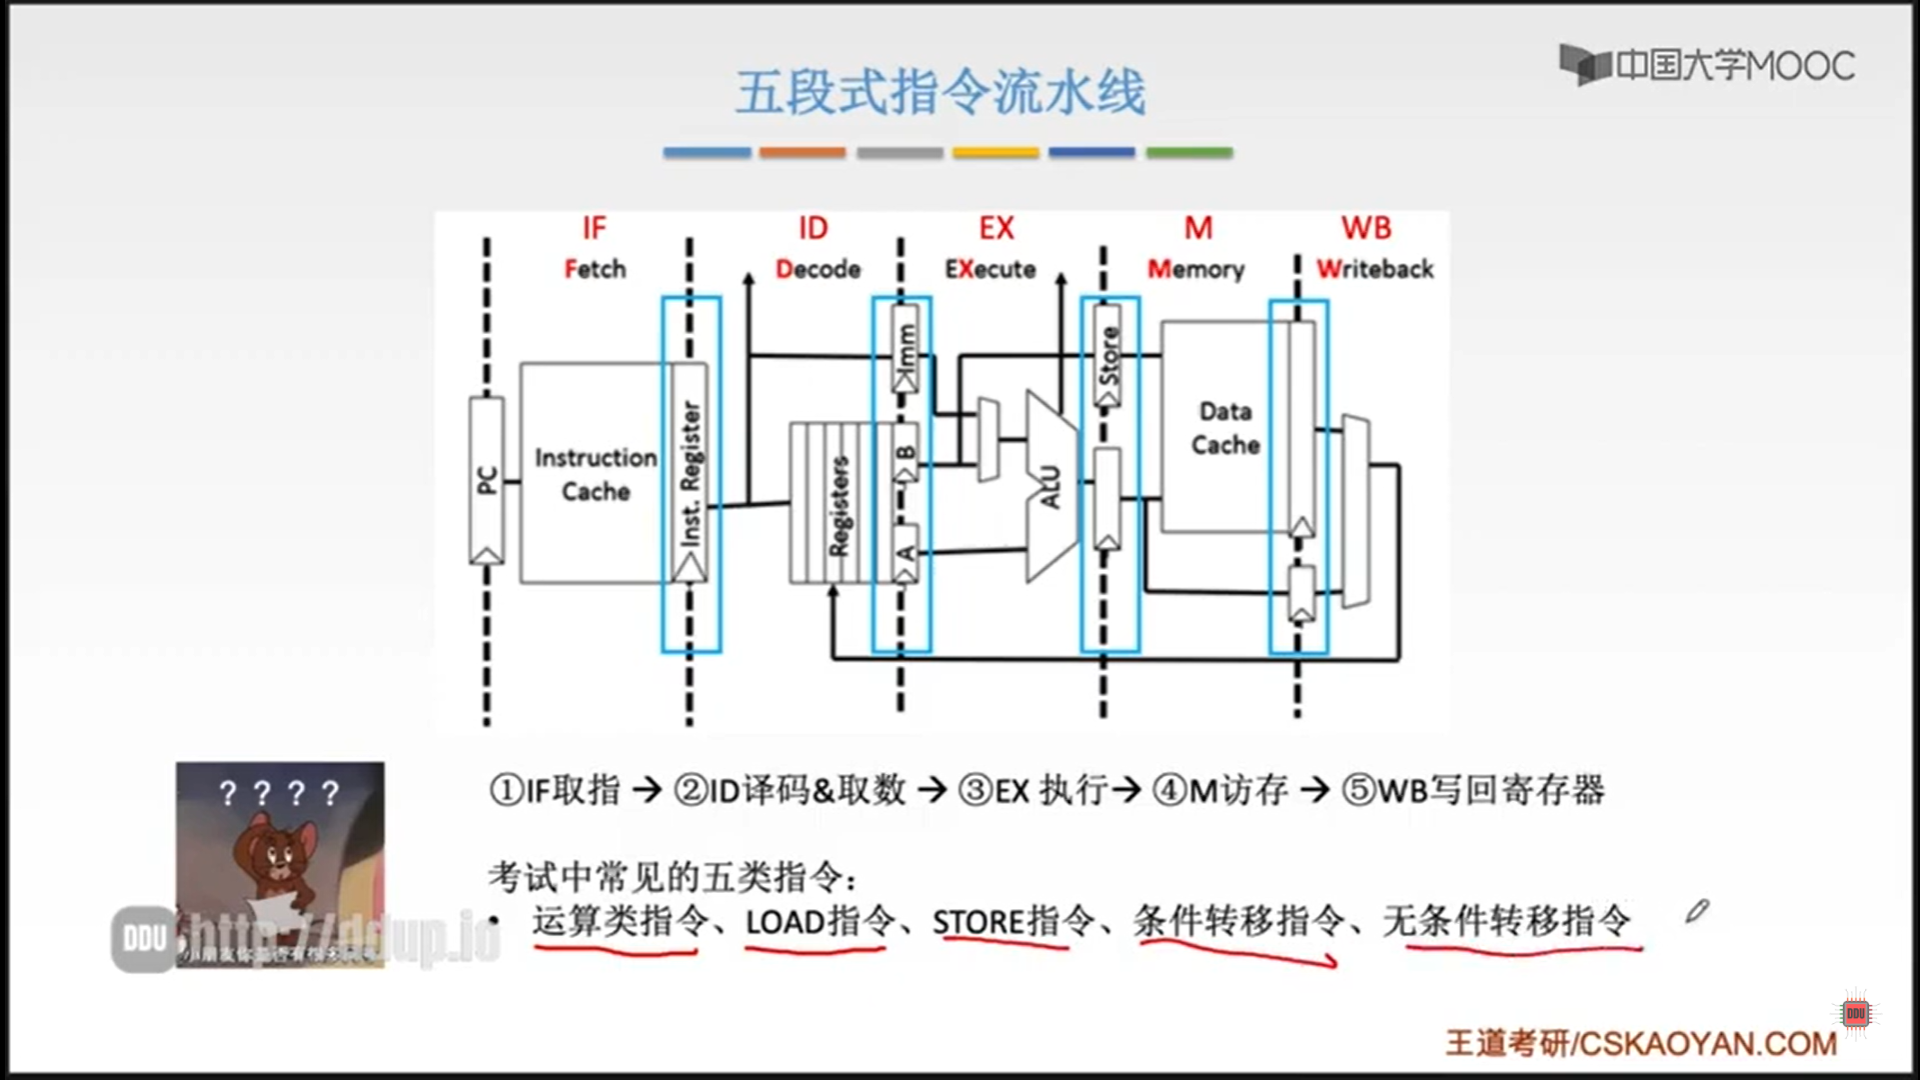 中国大学MOOC
五段式指令流水线
IF ID EX M WB
Fetch Decode EXecute Memory Writeback
PC
Instruction
Cache
Inst. Register
Registers
Imm
B
A
ALU
Store
Data
Cache
①IF取指 → ②ID译码&取数 → ③EX 执行→ ④M访存 → ⑤WB写回寄存器
? ? ? ?
考试中常见的五类指令：
• 运算类指令、LOAD指令、STORE指令、条件转移指令、无条件转移指令
DDU http://ddup.io
小朋友你是否有很多
DDU
王道考研/CSKAOYAN.COM